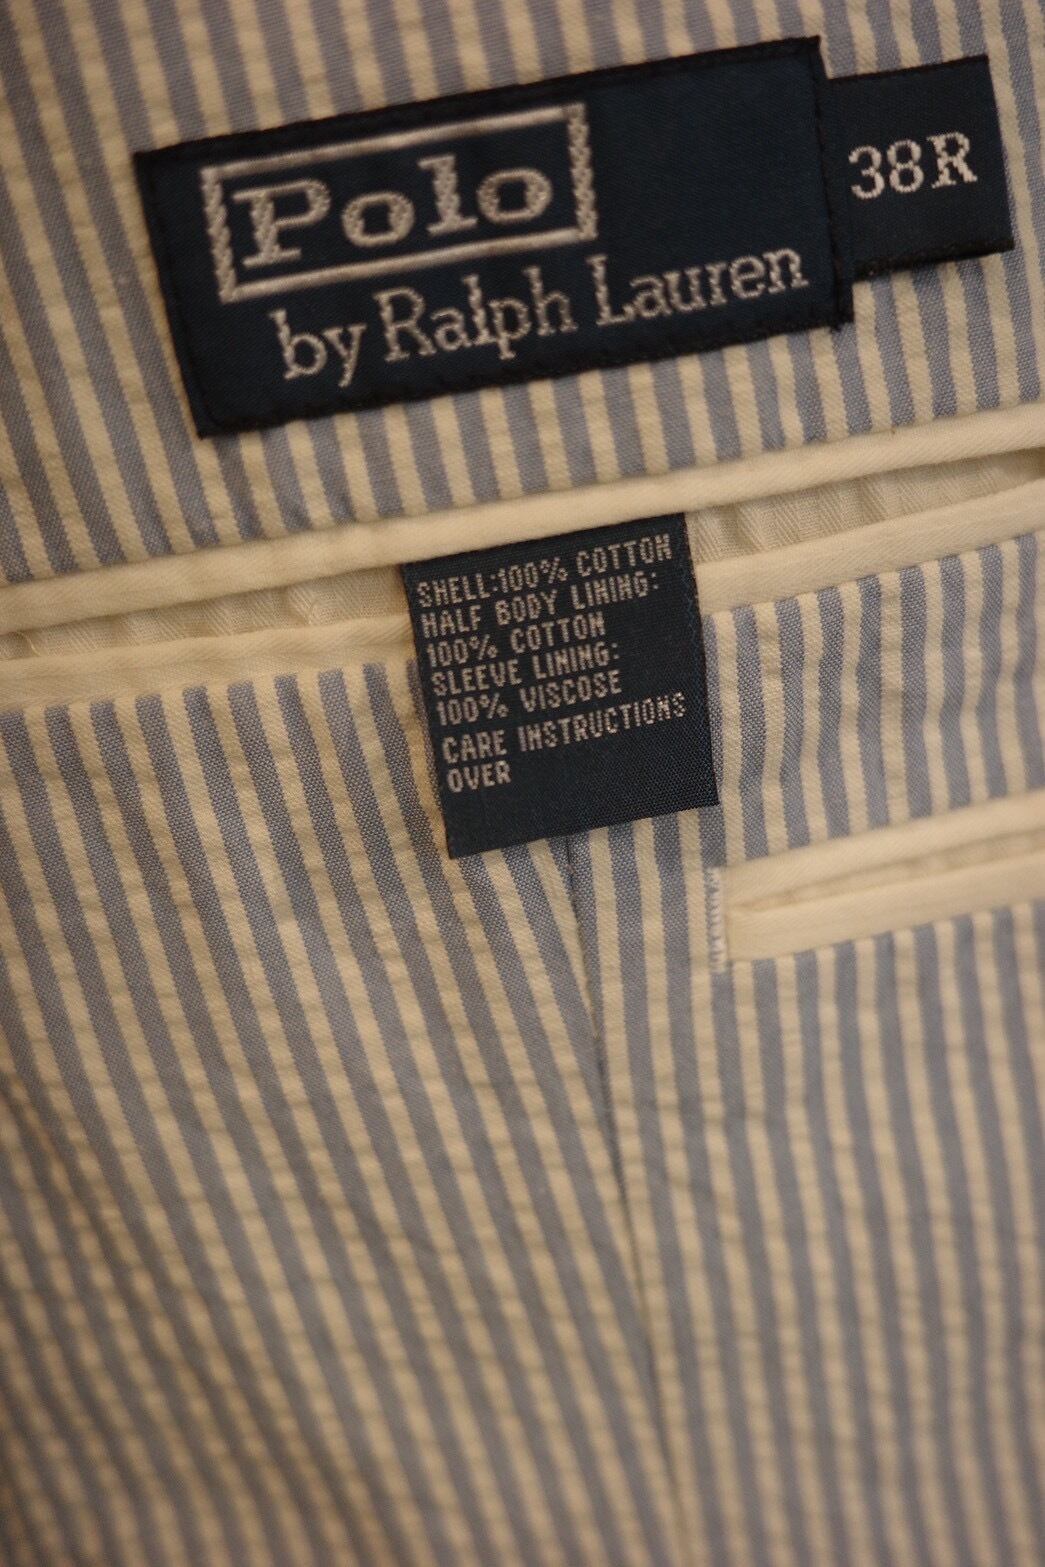 Polo
by Ralph Lauren
38R
SHELL:100% COTTON
HALF BODY LINING:
100% COTTON
SLEEVE LINING:
100% VISCOSE
CARE INSTRUCTIONS
OVER